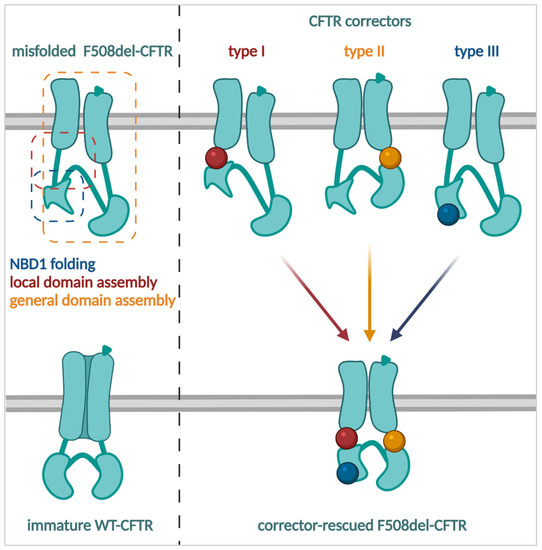 CFTR correctors
misfolded F508del-CFTR
type I
type II
type III
NBD1 folding
local domain assembly
general domain assembly
immature WT-CFTR
corrector-rescued F508del-CFTR